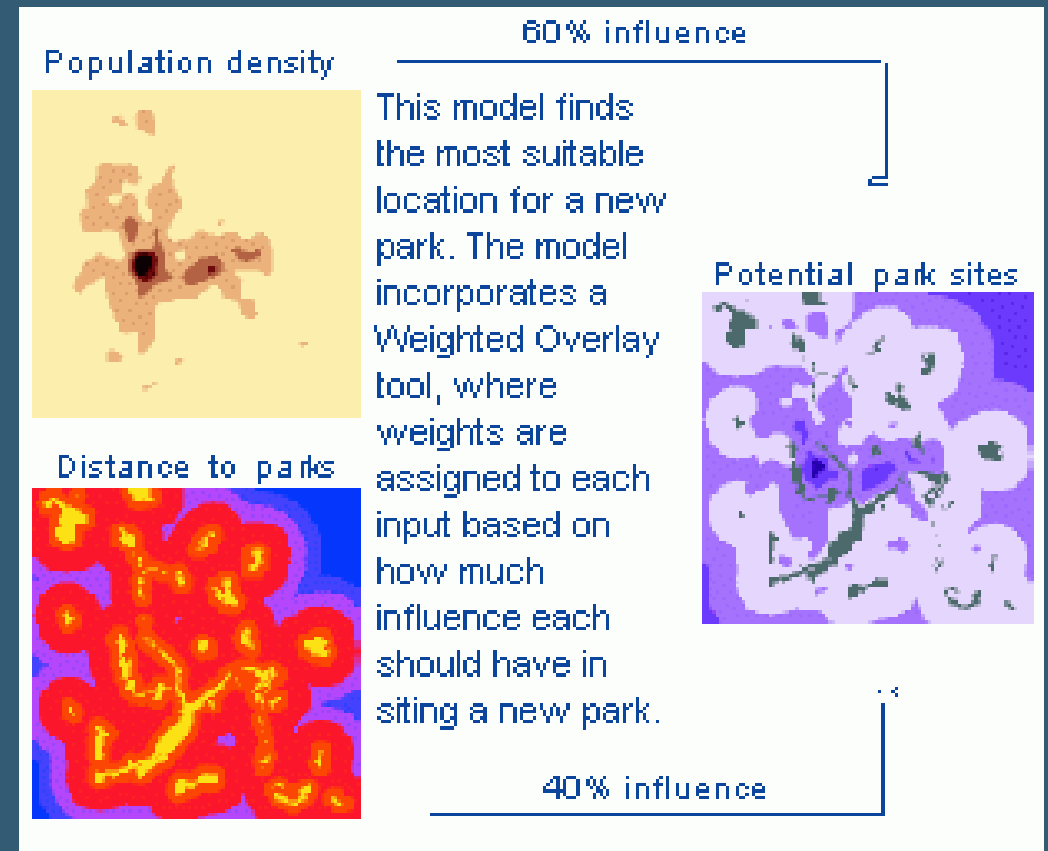 60% influence
Population density
This model finds
the most suitable
location for a new
park. The model
incorporates a
Weighted Overlay
tool, where
weights are
assigned to each
input based on
how much
influence each
should have in
siting a new park.
Potential park sites
Distance to parks
40% influence